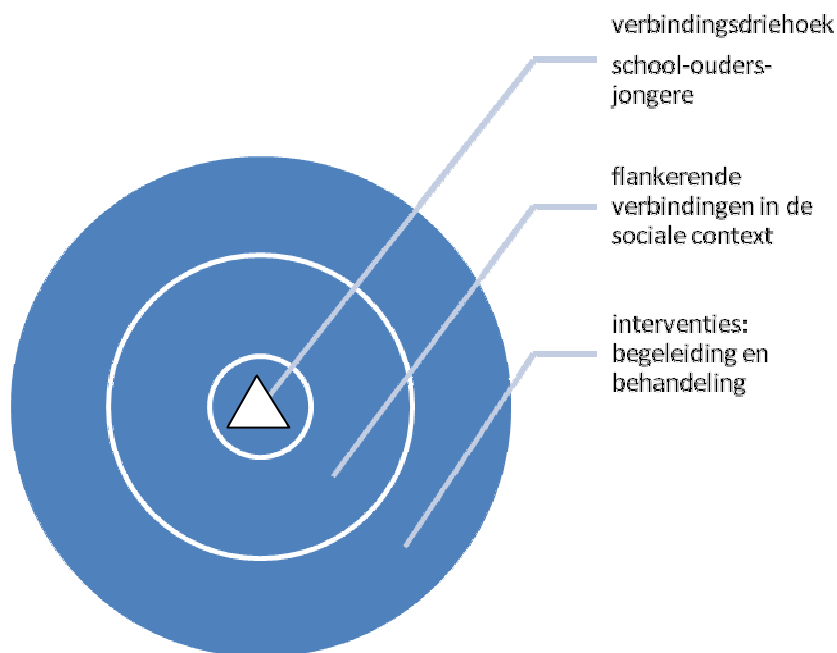 verbindingsdriehoek
school-ouders-
jongere
flankerende
verbindingen in de
sociale context
interventies:
begeleiding en
behandeling